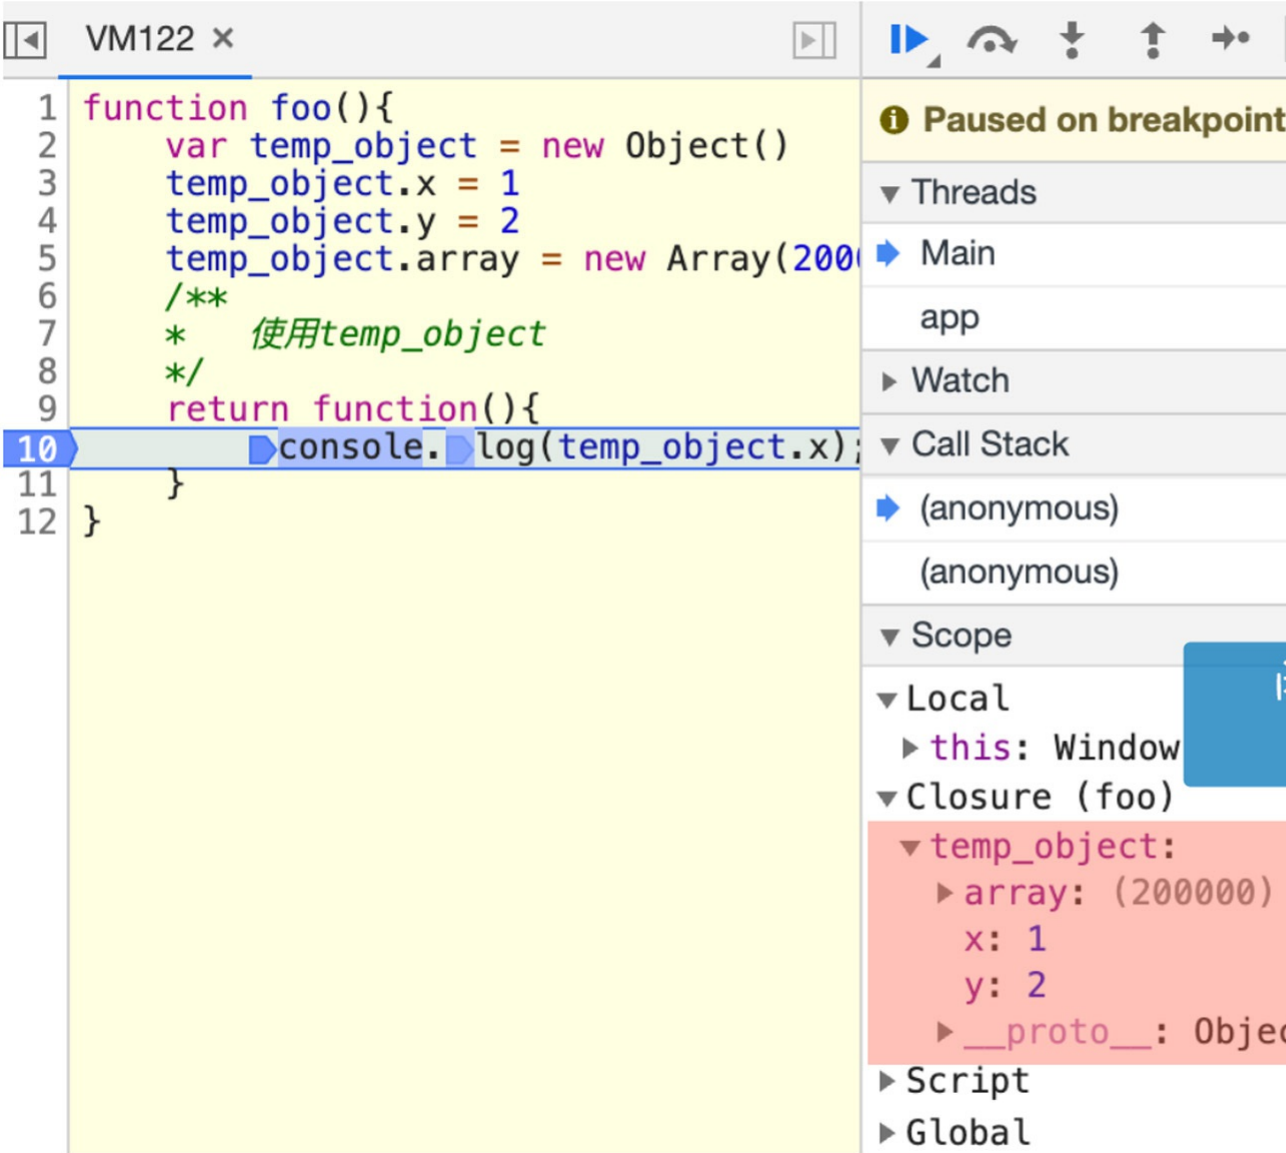 VM122 ×
1 function foo(){
2 var temp_object = new Object()
3 temp_object.x = 1
4 temp_object.y = 2
5 temp_object.array = new Array(200
6 /**
7 * 使用temp_object
8 */
9 return function(){
10 console.log(temp_object.x);
11 }
12 }
Paused on breakpoint
Threads
Main
app
Watch
Call Stack
(anonymous)
(anonymous)
Scope
Local
this: Window
Closure (foo)
temp_object:
array: (200000)
x: 1
y: 2
__proto__: Objec
Script
Global